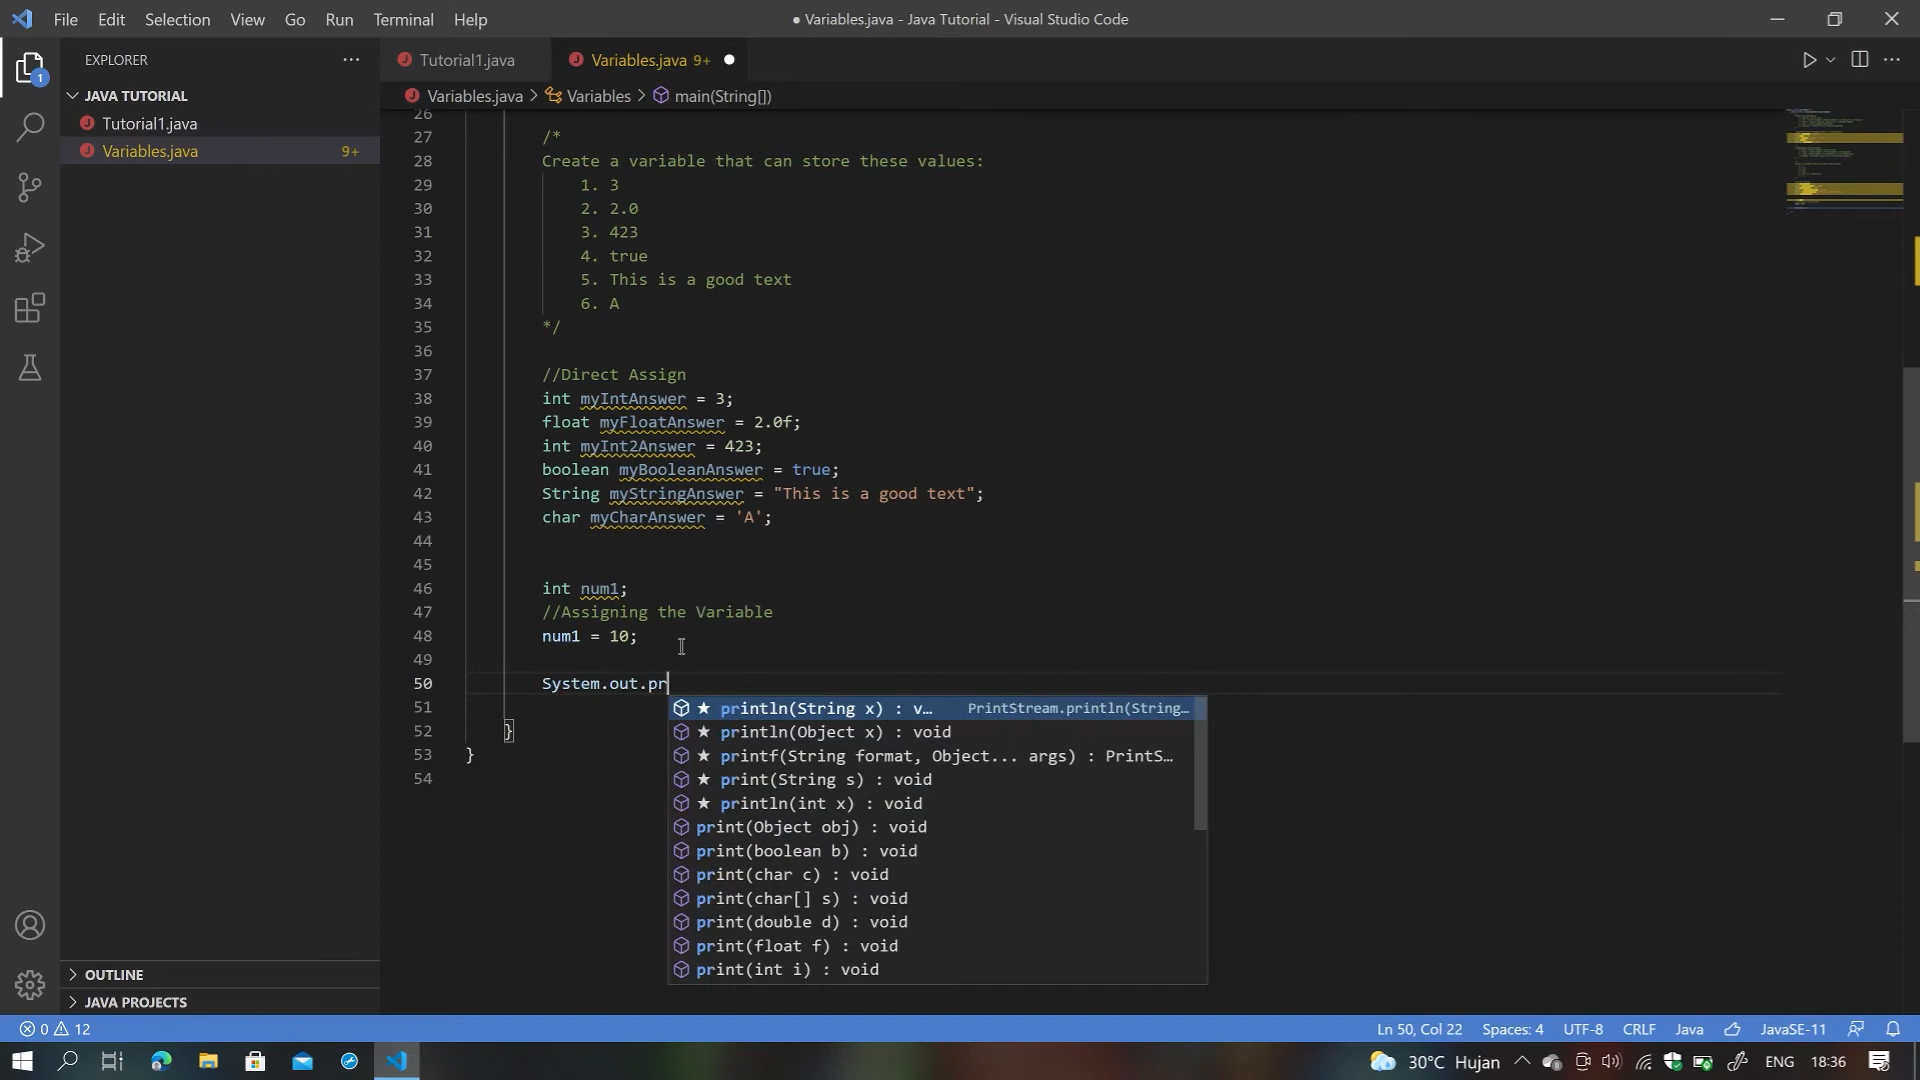 File Edit Selection View Go Run Terminal Help
● Variables.java - Java Tutorial - Visual Studio Code
EXPLORER
Tutorial1.java
Variables.java 9+
1
JAVA TUTORIAL
Tutorial1.java
Variables.java 9+
Variables.java > Variables > main(String[])
26
27 /*
28 Create a variable that can store these values:
29 1. 3
30 2. 2.0
31 3. 423
32 4. true
33 5. This is a good text
34 6. A
35 */
36
37 //Direct Assign
38 int myIntAnswer = 3;
39 float myFloatAnswer = 2.0f;
40 int myInt2Answer = 423;
41 boolean myBooleanAnswer = true;
42 String myStringAnswer = "This is a good text";
43 char myCharAnswer = 'A';
44
45
46 int num1;
47 //Assigning the Variable
48 num1 = 10;
49
50 System.out.pr
51
52 }
53 }
54
println(String x) : v… PrintStream.println(String…
println(Object x) : void
printf(String format, Object... args) : PrintS…
print(String s) : void
println(int x) : void
print(Object obj) : void
print(boolean b) : void
print(char c) : void
print(char[] s) : void
print(double d) : void
print(float f) : void
print(int i) : void
OUTLINE
JAVA PROJECTS
0 12
Ln 50, Col 22 Spaces: 4 UTF-8 CRLF Java JavaSE-11
30°C Hujan ENG 18:36